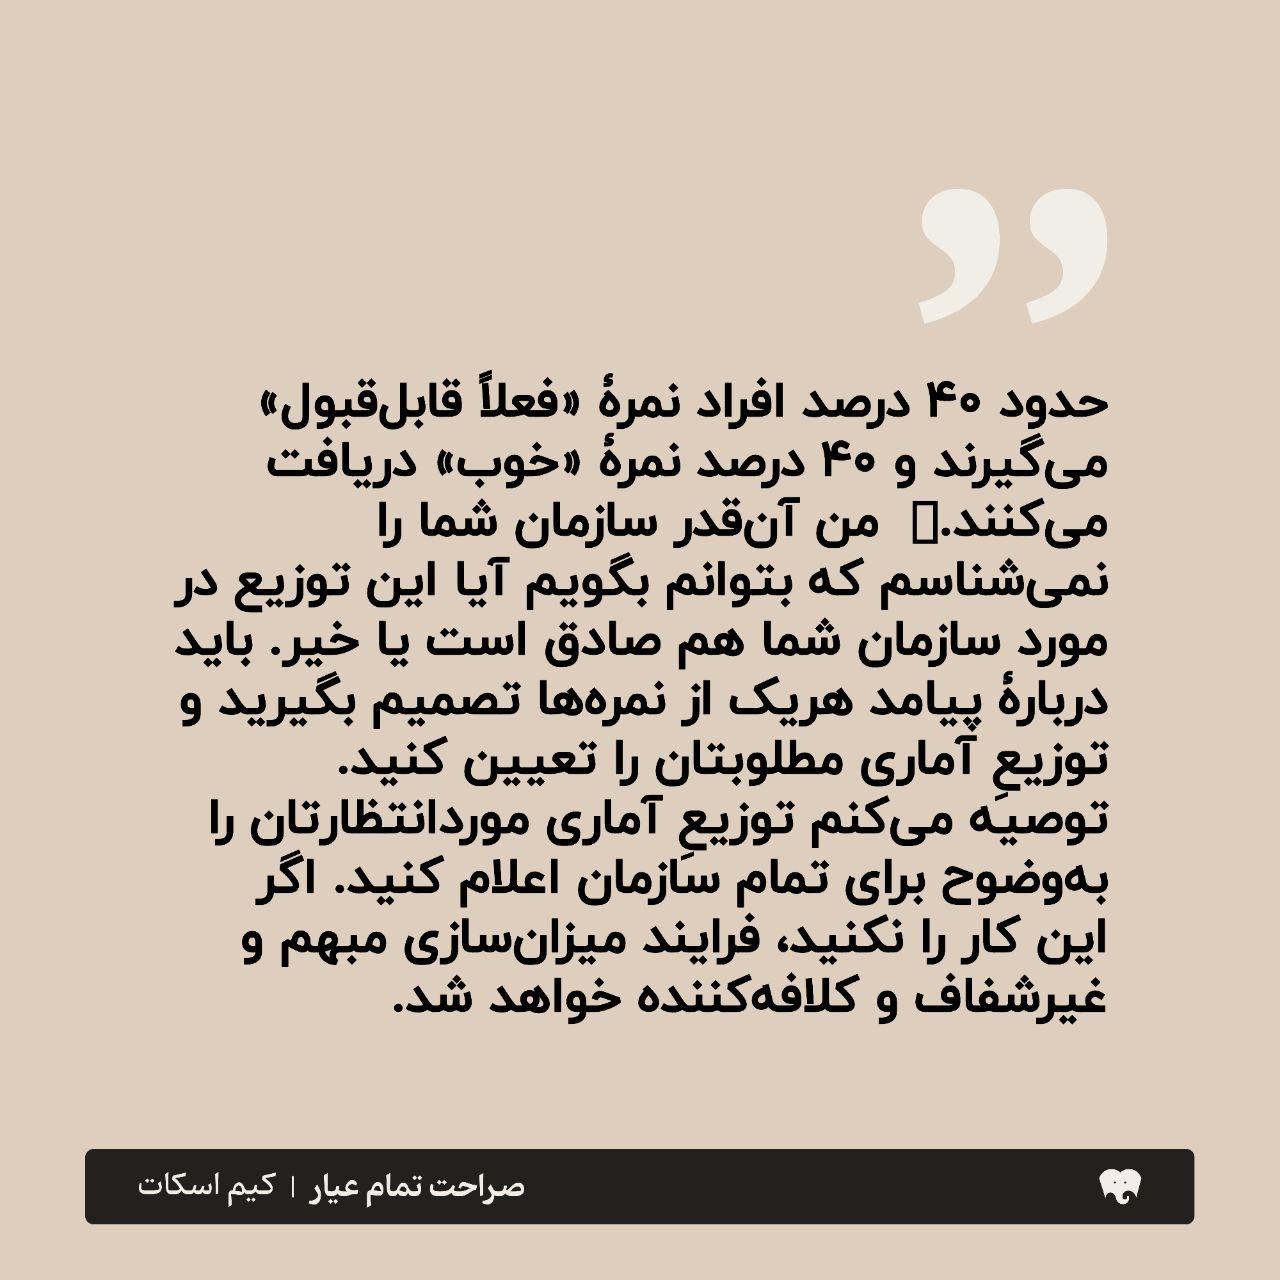 حدود ۴۰ درصد افراد نمرهٔ «فعلاً قابل‌قبول»
می‌گیرند و ۴۰ درصد نمرهٔ «خوب» دریافت
می‌کنند. من آن‌قدر سازمان شما را
نمی‌شناسم که بتوانم بگویم آیا این توزیع در
مورد سازمان شما هم صادق است یا خیر. باید
دربارهٔ پیامد هریک از نمره‌ها تصمیم بگیرید و
توزیعِ آماری مطلوبتان را تعیین کنید.
توصیه می‌کنم توزیعِ آماری موردانتظارتان را
به‌وضوح برای تمام سازمان اعلام کنید. اگر
این کار را نکنید، فرایند میزان‌سازی مبهم و
غیرشفاف و کلافه‌کننده خواهد شد.
صراحت تمام عیار | کیم اسکات